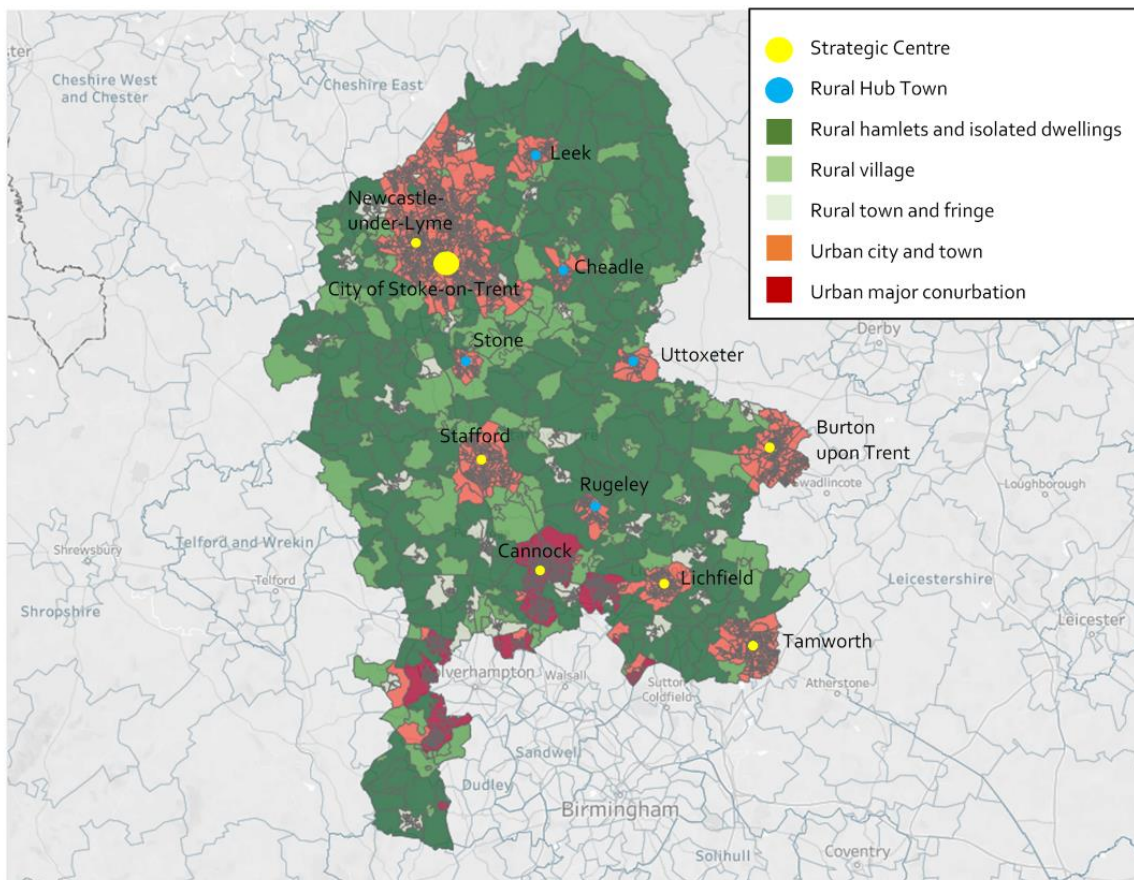 Strategic Centre
Rural Hub Town
Rural hamlets and isolated dwellings
Rural village
Rural town and fringe
Urban city and town
Urban major conurbation
Cheshire West
and Chester
Cheshire East
Leek
Newcastle-
under-Lyme
Cheadle
City of Stoke-on-Trent
Derby
Stone
Uttoxeter
Stafford
Burton
upon Trent
Rugeley
Loughborough
Shrewsbury
Telford and Wrekin
Cannock
Telford
Lichfield
Leicestershire
Shropshire
Leicester
Tamworth
Walsall
Sutton
Coldfield
Atherstone
Sandwell
Dudley
Birmingham
Solihull
Coventry